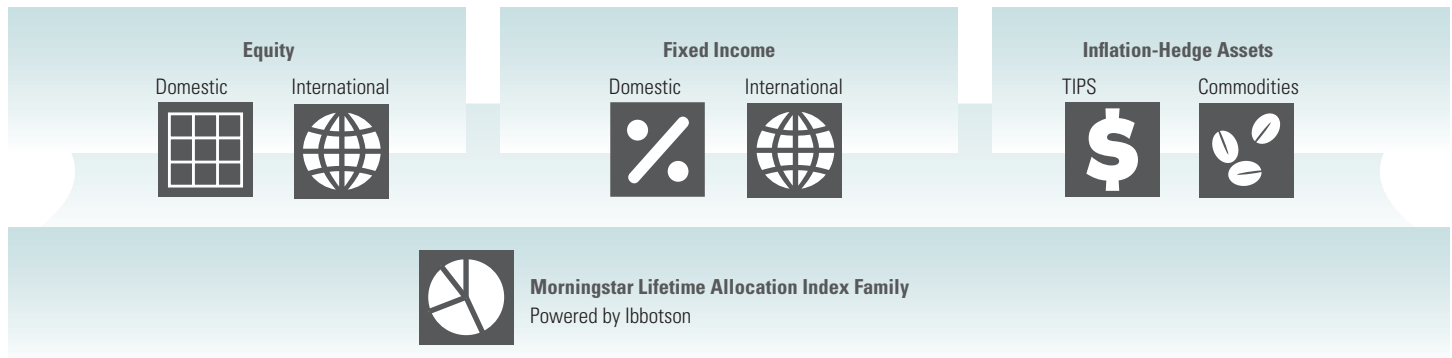 Equity
Domestic
International
Fixed Income
Domestic
International
Inflation-Hedge Assets
TIPS
Commodities
$
%
Morningstar Lifetime Allocation Index Family
Powered by Ibbotson